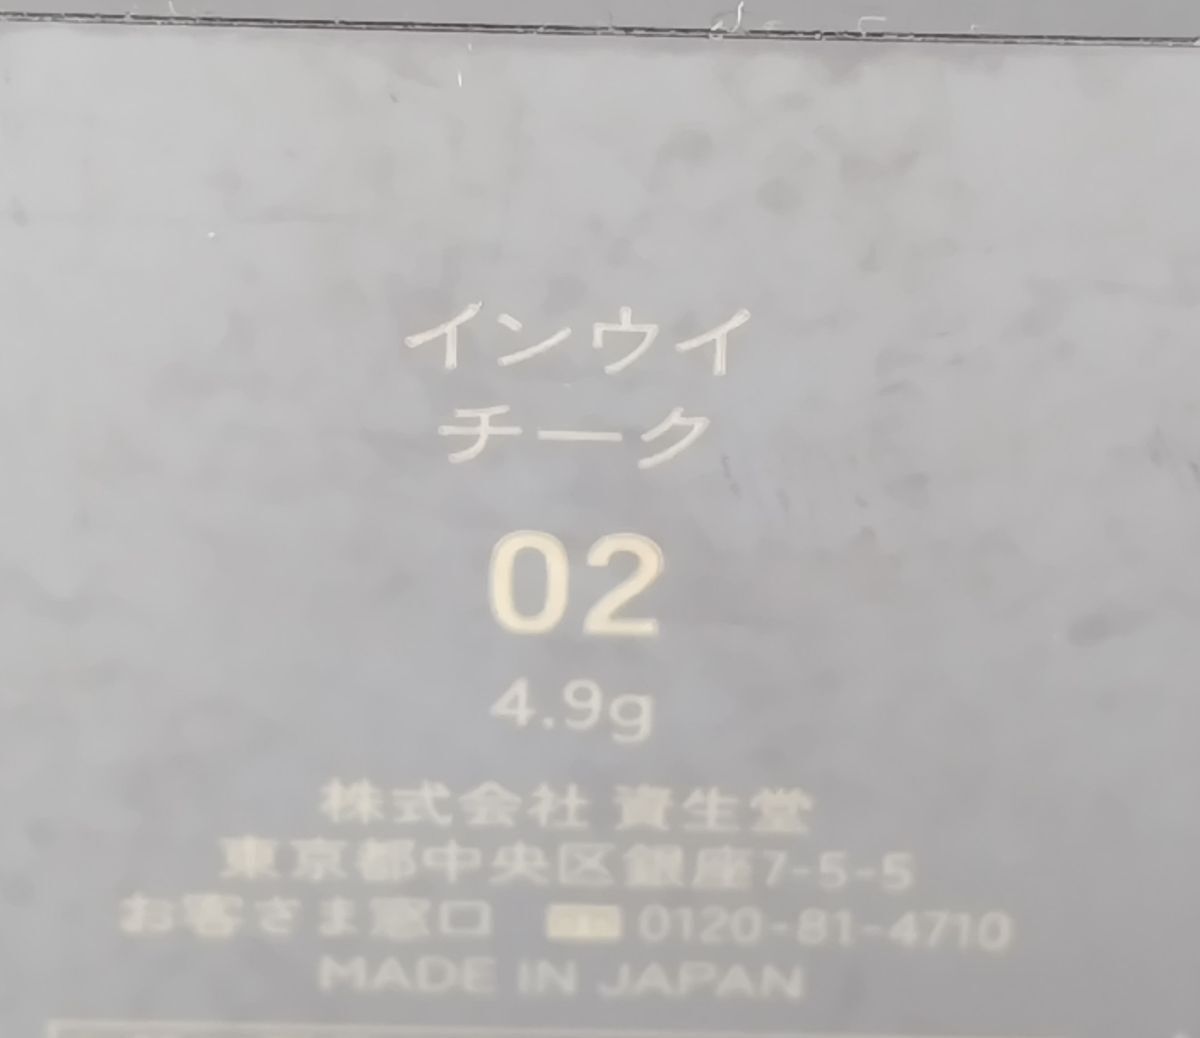 インウイ
チーク
02
4.9g
株式会社 資生堂
東京都中央区銀座7-5-5
お客さま窓口 0120-81-4710
MADE IN JAPAN